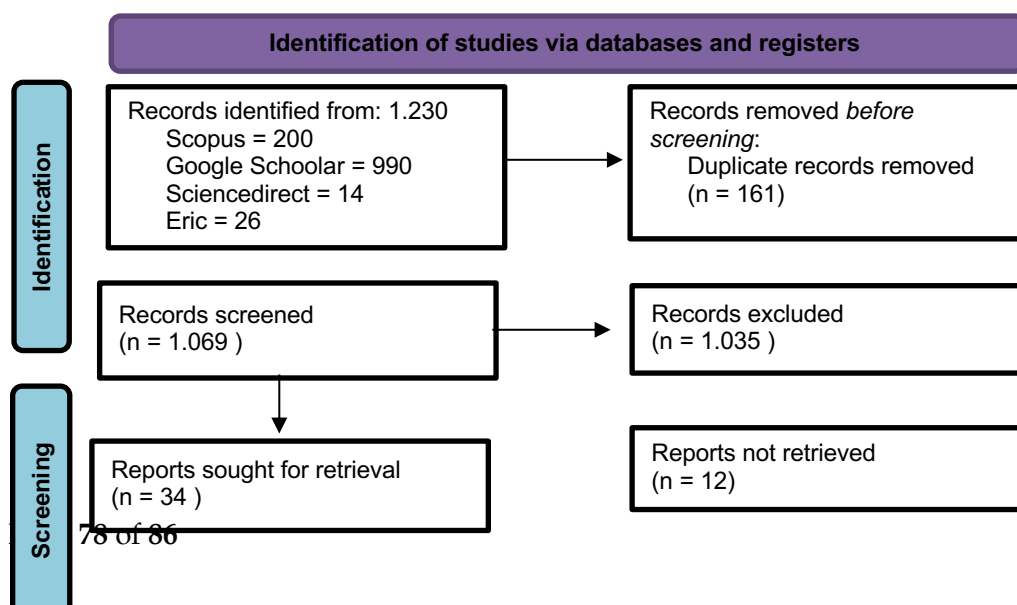 Identification of studies via databases and registers
Identification
Records identified from: 1.230
Scopus = 200
Google Schoolar = 990
Sciencedirect = 14
Eric = 26
Records removed before
screening:
Duplicate records removed
(n = 161)
Records screened
(n = 1.069 )
Records excluded
(n = 1.035 )
Screening
Reports sought for retrieval
(n = 34 )
Reports not retrieved
(n = 12)
78 of 86